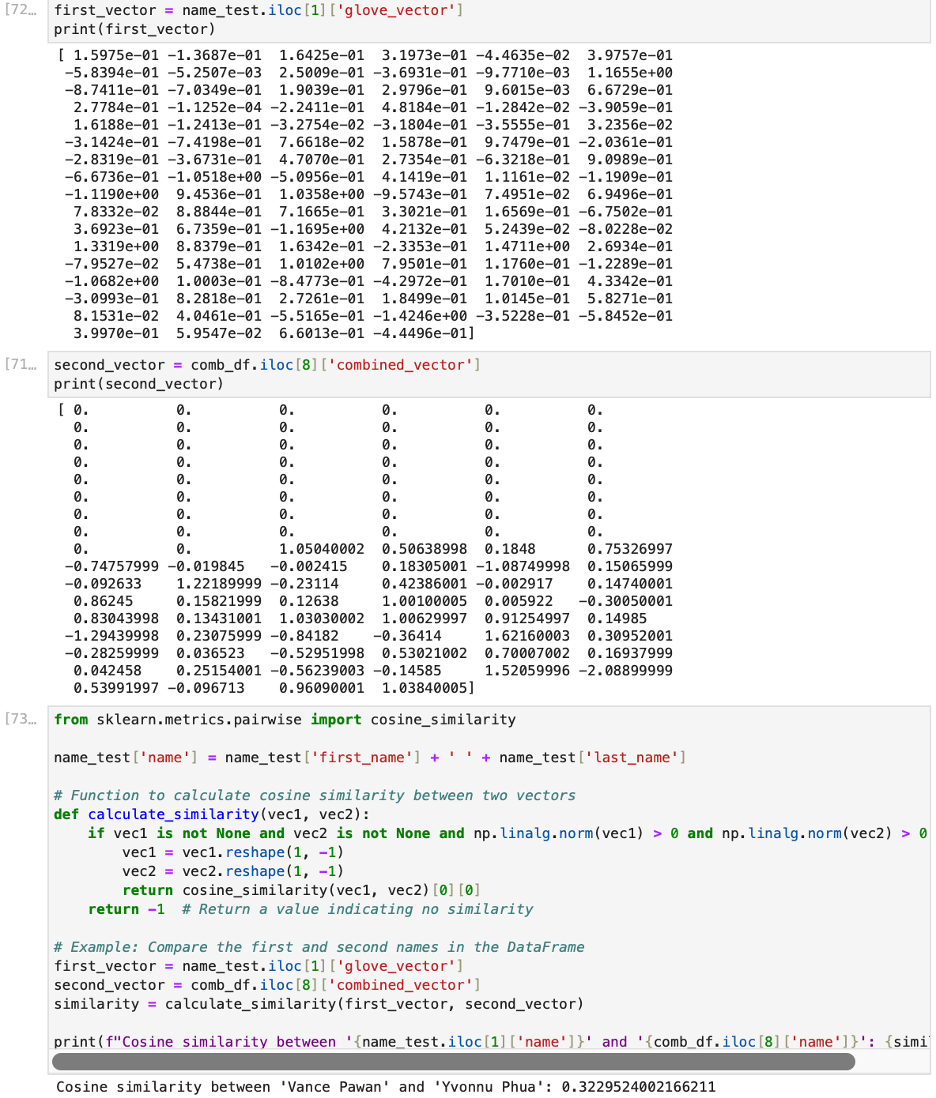 [72... first_vector = name_test.iloc[1]['glove_vector']
print(first_vector)
[ 1.5975e-01 -1.3687e-01 1.6425e-01 3.1973e-01 -4.4635e-02 3.9757e-01
-5.8394e-01 -5.2507e-03 2.5009e-01 -3.6931e-01 -9.7710e-03 1.1655e+00
-8.7411e-01 -7.0349e-01 1.9039e-01 2.9796e-01 9.6015e-03 6.6729e-01
2.7784e-01 -1.1252e-04 -2.2411e-01 4.8184e-01 -1.2842e-02 -3.9059e-01
1.6188e-01 -1.2413e-01 -3.2754e-02 -3.1804e-01 -3.5555e-01 3.2356e-02
-3.1424e-01 -7.4198e-01 7.6618e-02 1.5878e-01 9.7479e-01 -2.0361e-01
-2.8319e-01 -3.6731e-01 4.7070e-01 2.7354e-01 -6.3218e-01 9.0989e-01
-6.6736e-01 -1.0518e+00 -5.0956e-01 4.1419e-01 1.1161e-02 -1.1909e-01
-1.1190e+00 9.4536e-01 1.0358e+00 -9.5743e-01 7.4951e-02 6.9496e-01
7.8332e-02 8.8844e-01 7.1665e-01 3.3021e-01 1.6569e-01 -6.7502e-01
3.6923e-01 6.7359e-01 -1.1695e+00 4.2132e-01 5.2439e-02 -8.0228e-02
1.3319e+00 8.8379e-01 1.6342e-01 -2.3353e-01 1.4711e+00 2.6934e-01
-7.9527e-02 5.4738e-01 1.0102e+00 7.9501e-01 1.1760e-01 -1.2289e-01
-1.0682e+00 1.0003e-01 -8.4773e-01 -4.2972e-01 1.7010e-01 4.3342e-01
-3.0993e-01 8.2818e-01 2.7261e-01 1.8499e-01 1.0145e-01 5.8271e-01
8.1531e-02 4.0461e-01 -5.5165e-01 -1.4246e+00 -3.5228e-01 -5.8452e-01
3.9970e-01 5.9547e-02 6.6013e-01 -4.4496e-01]
[71... second_vector = comb_df.iloc[8]['combined_vector']
print(second_vector)
[ 0. 0. 0. 0. 0. 0.
0. 0. 0. 0. 0. 0.
0. 0. 0. 0. 0. 0.
0. 0. 0. 0. 0. 0.
0. 0. 0. 0. 0. 0.
0. 0. 0. 0. 0. 0.
0. 0. 0. 0. 0. 0.
0. 0. 0. 0. 0. 0.
0. 0. 1.05040002 0.50638998 0.1848 0.75326997
-0.74757999 -0.019845 -0.002415 0.18305001 -1.08749998 0.15065999
-0.092633 1.22189999 -0.23114 0.42386001 -0.002917 0.14740001
0.86245 0.15821999 0.12638 1.00100005 0.005922 -0.30050001
0.83043998 0.13431001 1.03030002 1.00629997 0.91254997 0.14985
-1.29439998 0.23075999 -0.84182 -0.36414 1.62160003 0.30952001
-0.28259999 0.036523 -0.52951998 0.53021002 0.70007002 0.16937999
0.042458 0.25154001 -0.56239003 -0.14585 1.52059996 -2.08899999
0.53991997 -0.096713 0.96090001 1.03840005]
[73... from sklearn.metrics.pairwise import cosine_similarity
name_test['name'] = name_test['first_name'] + ' ' + name_test['last_name']
# Function to calculate cosine similarity between two vectors
def calculate_similarity(vec1, vec2):
if vec1 is not None and vec2 is not None and np.linalg.norm(vec1) > 0 and np.linalg.norm(vec2) > 0
vec1 = vec1.reshape(1, -1)
vec2 = vec2.reshape(1, -1)
return cosine_similarity(vec1, vec2)[0][0]
return -1 # Return a value indicating no similarity
# Example: Compare the first and second names in the DataFrame
first_vector = name_test.iloc[1]['glove_vector']
second_vector = comb_df.iloc[8]['combined_vector']
similarity = calculate_similarity(first_vector, second_vector)
print(f"Cosine similarity between '{name_test.iloc[1]['name']}' and '{comb_df.iloc[8]['name']}': {simi
Cosine similarity between 'Vance Pawan' and 'Yvonnu Phua': 0.3229524002166211